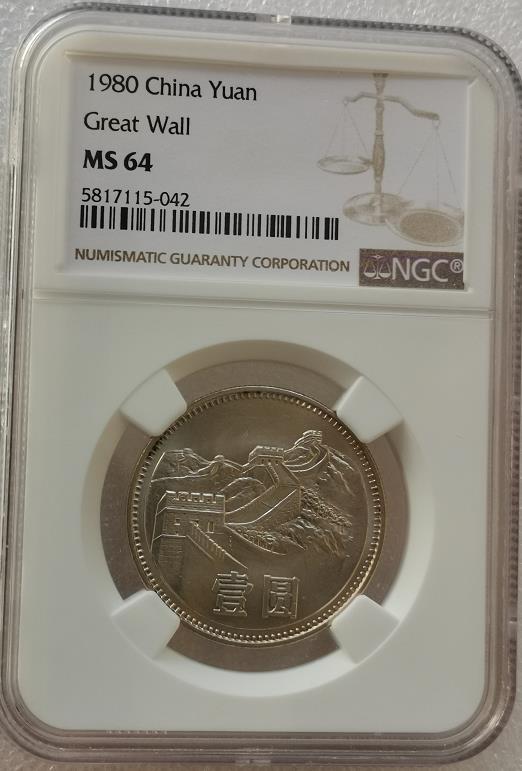 1980 China Yuan
Great Wall
MS 64
5817115-042
NUMISMATIC GUARANTY CORPORATION
NGC®
壹圆